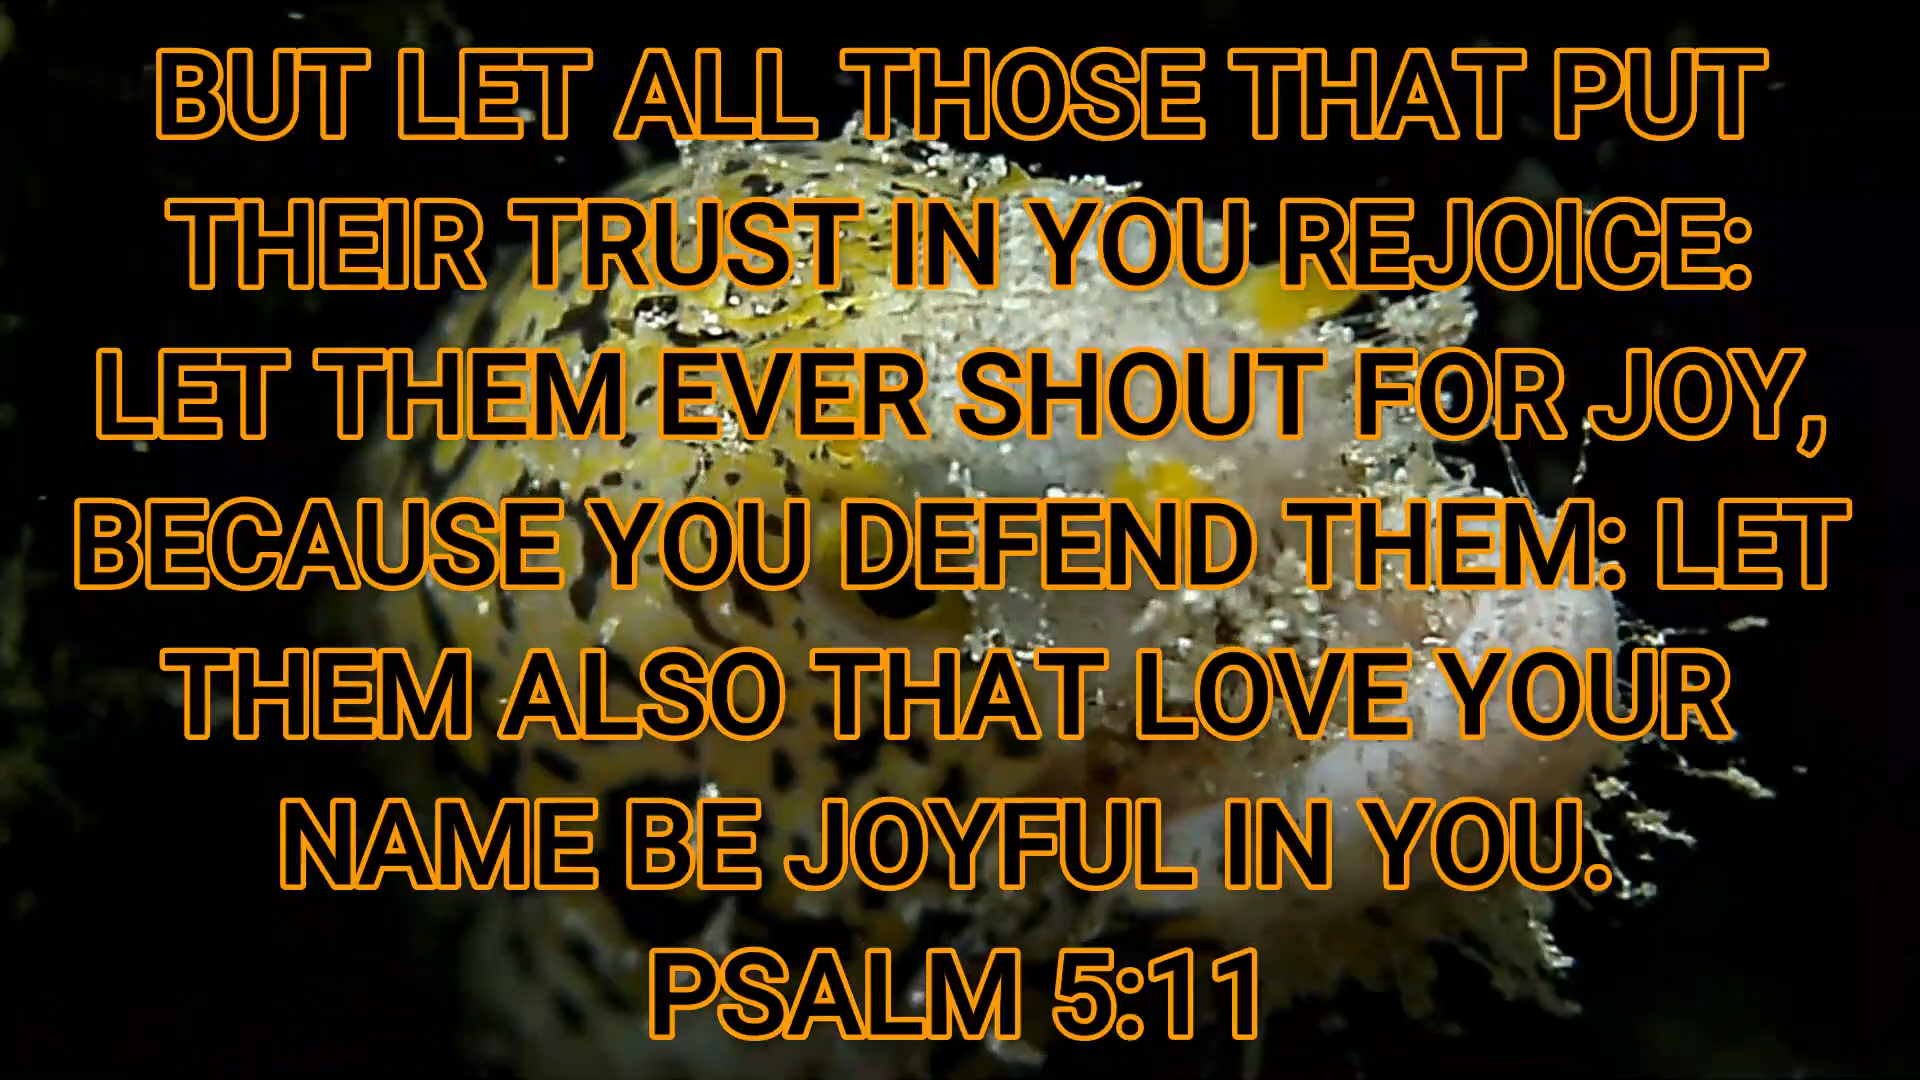 BUT LET ALL THOSE THAT PUT
THEIR TRUST IN YOU REJOICE:
LET THEM EVER SHOUT FOR JOY,
BECAUSE YOU DEFEND THEM: LET
THEM ALSO THAT LOVE YOUR
NAME BE JOYFUL IN YOU.
PSALM 5:11